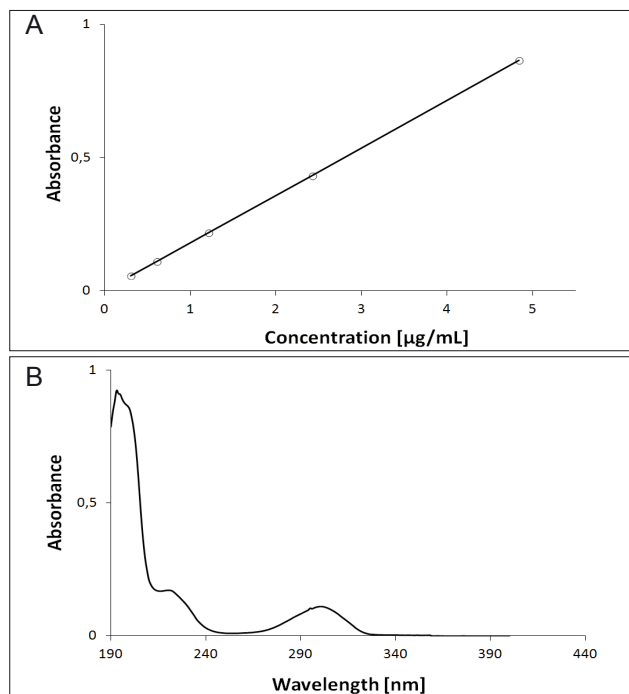 A
1
Absorbance
0,5
0
0 1 2 3 4 5
Concentration [µg/mL]
B
1
Absorbance
0,5
0
190 240 290 340 390 440
Wavelength [nm]